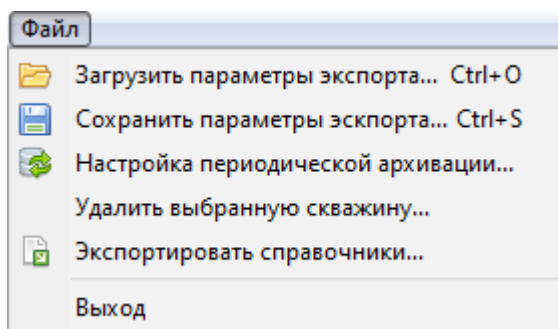 Файл
Загрузить параметры экспорта... Ctrl+O
Сохранить параметры эскпорта... Ctrl+S
Настройка периодической архивации...
Удалить выбранную скважину...
Экспортировать справочники...
Выход